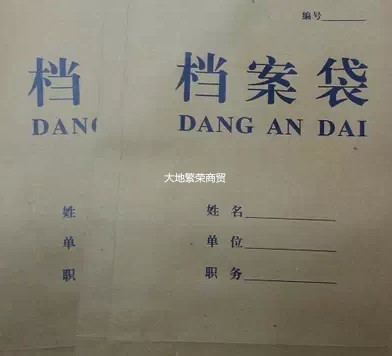 编号
档 档案袋
DANG DANG AN DAI
大地繁荣商贸
姓 姓名
单 单位
职 职务